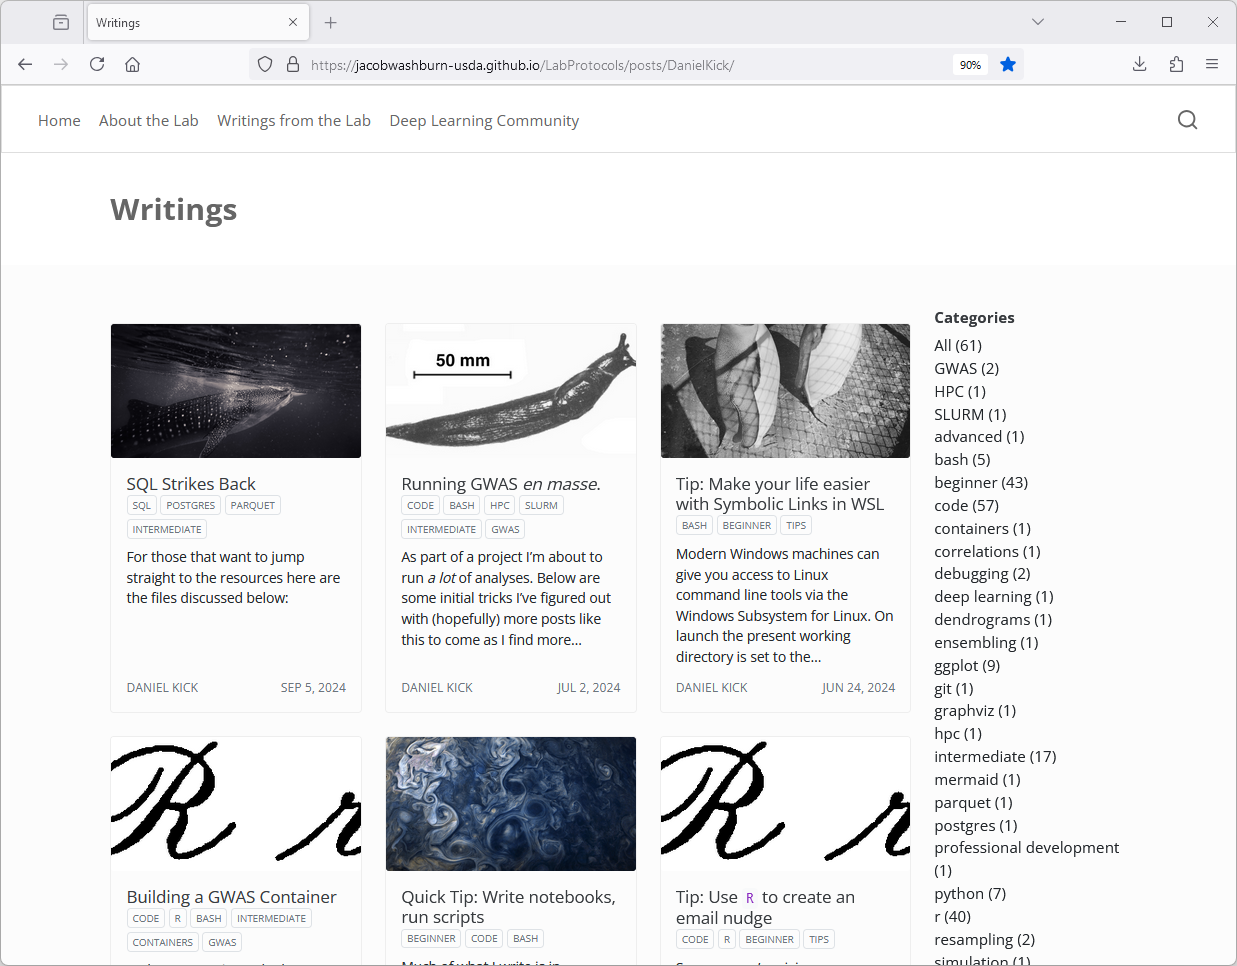 Writings
https://jacobwashburn-usda.github.io/LabProtocols/posts/DanielKick/
90%
Home About the Lab Writings from the Lab Deep Learning Community
Writings
50 mm
SQL Strikes Back
SQL POSTGRES PARQUET
INTERMEDIATE
For those that want to jump
straight to the resources here are
the files discussed below:
DANIEL KICK SEP 5, 2024
Running GWAS en masse.
CODE BASH HPC SLURM
INTERMEDIATE GWAS
As part of a project I'm about to
run a lot of analyses. Below are
some initial tricks I've figured out
with (hopefully) more posts like
this to come as I find more...
DANIEL KICK JUL 2, 2024
Tip: Make your life easier
with Symbolic Links in WSL
BASH BEGINNER TIPS
Modern Windows machines can
give you access to Linux
command line tools via the
Windows Subsystem for Linux. On
launch the present working
directory is set to the...
DANIEL KICK JUN 24, 2024
R r
Building a GWAS Container
CODE R BASH INTERMEDIATE
CONTAINERS GWAS
Quick Tip: Write notebooks,
run scripts
BEGINNER CODE BASH
Much of what I write is in
R r
Tip: Use R to create an
email nudge
CODE R BEGINNER TIPS
Categories
All (61)
GWAS (2)
HPC (1)
SLURM (1)
advanced (1)
bash (5)
beginner (43)
code (57)
containers (1)
correlations (1)
debugging (2)
deep learning (1)
dendrograms (1)
ensembling (1)
ggplot (9)
git (1)
graphviz (1)
hpc (1)
intermediate (17)
mermaid (1)
parquet (1)
postgres (1)
professional development
(1)
python (7)
r (40)
resampling (2)
simulation (1)